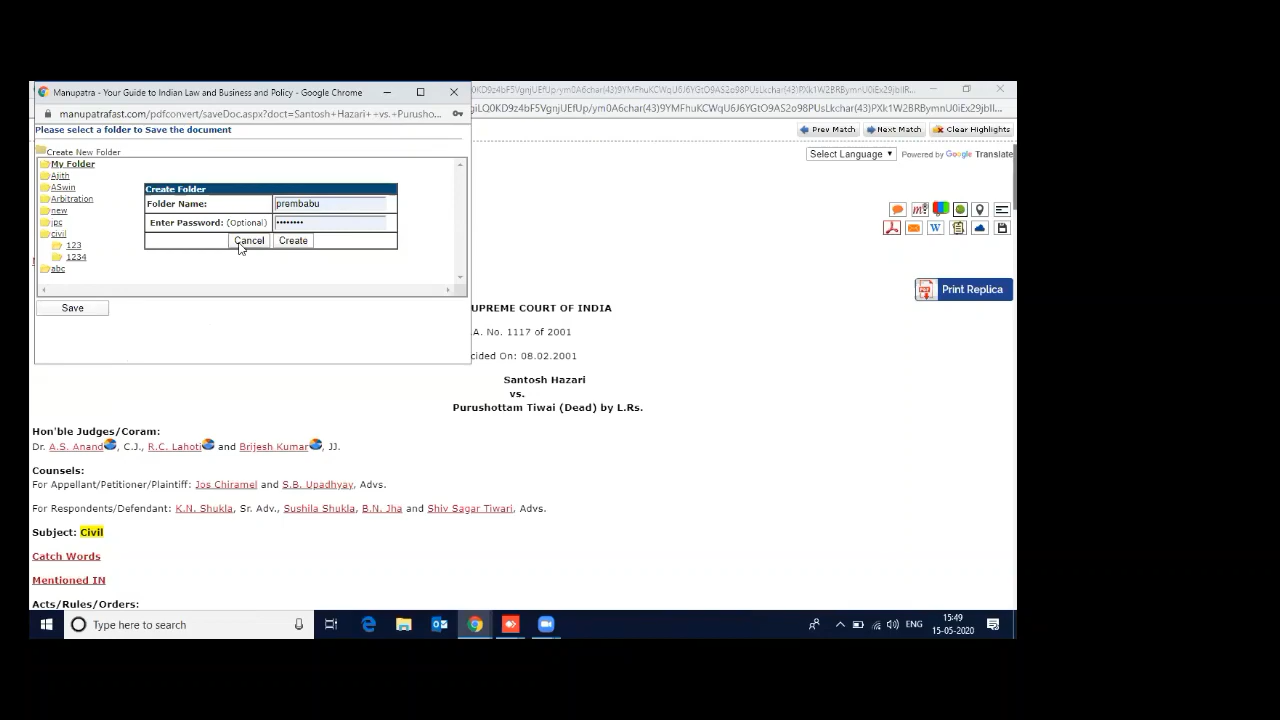 Manupatra - Your Guide to Indian Law and Business and Policy - Google Chrome
manupatrafast.com/pdfconvert/saveDoc.aspx?doct=Santosh+Hazari++vs.+Purusho...
Please select a folder to Save the document
Create New Folder
My Folder
Ajith
ASwin
Arbitration
new
jpc
civil
123
1234
abc
Create Folder
Folder Name: prembabu
Enter Password: (Optional) ••••••••
Cancel Create
Save
Prev Match Next Match Clear Highlights
Select Language Powered by Google Translate
Print Replica
UPREME COURT OF INDIA
.A. No. 1117 of 2001
cided On: 08.02.2001
Santosh Hazari
vs.
Purushottam Tiwai (Dead) by L.Rs.
Hon'ble Judges/Coram:
Dr. A.S. Anand, C.J., R.C. Lahoti and Brijesh Kumar, JJ.
Counsels:
For Appellant/Petitioner/Plaintiff: Jos Chiramel and S.B. Upadhyay, Advs.
For Respondents/Defendant: K.N. Shukla, Sr. Adv., Sushila Shukla, B.N. Jha and Shiv Sagar Tiwari, Advs.
Subject: Civil
Catch Words
Mentioned IN
Acts/Rules/Orders:
Type here to search
ENG
15:49
15-05-2020